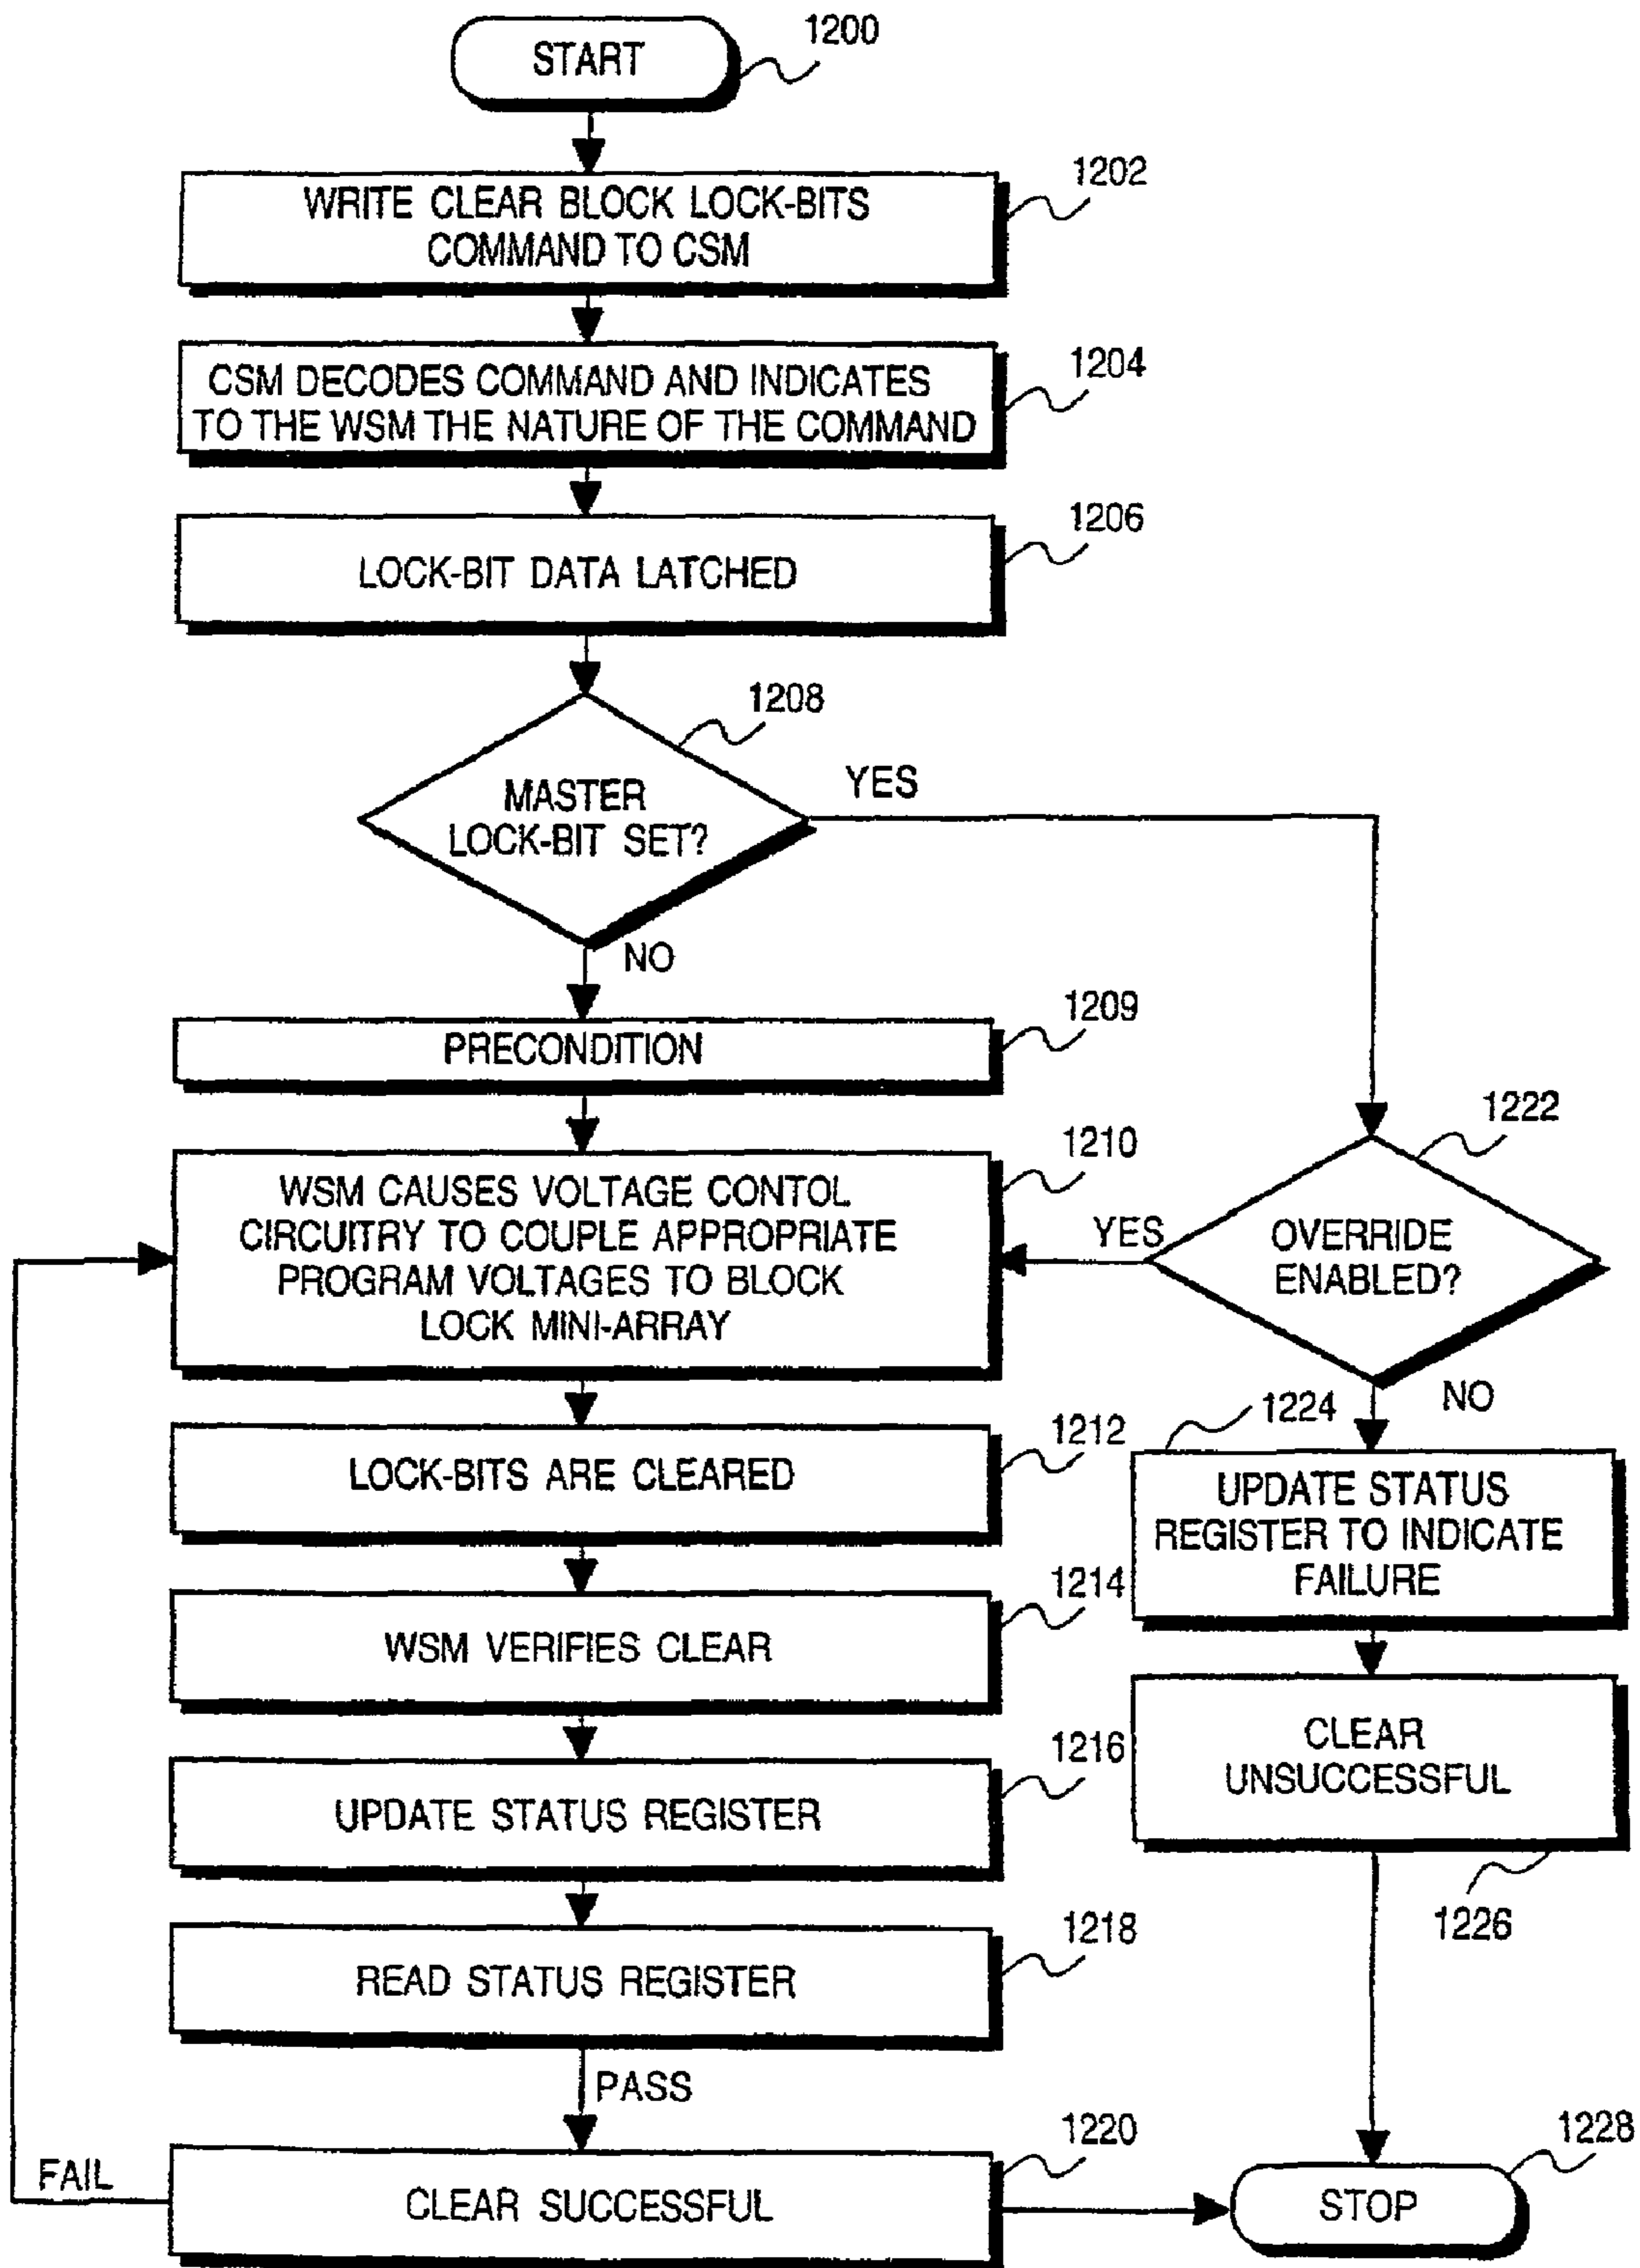 START
1200
WRITE CLEAR BLOCK LOCK-BITS
COMMAND TO CSM
1202
CSM DECODES COMMAND AND INDICATES
TO THE WSM THE NATURE OF THE COMMAND
1204
LOCK-BIT DATA LATCHED
1206
MASTER
LOCK-BIT SET?
1208
YES
NO
PRECONDITION
1209
WSM CAUSES VOLTAGE CONTOL
CIRCUITRY TO COUPLE APPROPRIATE
PROGRAM VOLTAGES TO BLOCK
LOCK MINI-ARRAY
1210
YES
OVERRIDE
ENABLED?
1222
NO
LOCK-BITS ARE CLEARED
1212
1224
UPDATE STATUS
REGISTER TO INDICATE
FAILURE
WSM VERIFIES CLEAR
1214
CLEAR
UNSUCCESSFUL
1226
UPDATE STATUS REGISTER
1216
READ STATUS REGISTER
1218
PASS
FAIL
CLEAR SUCCESSFUL
1220
STOP
1228